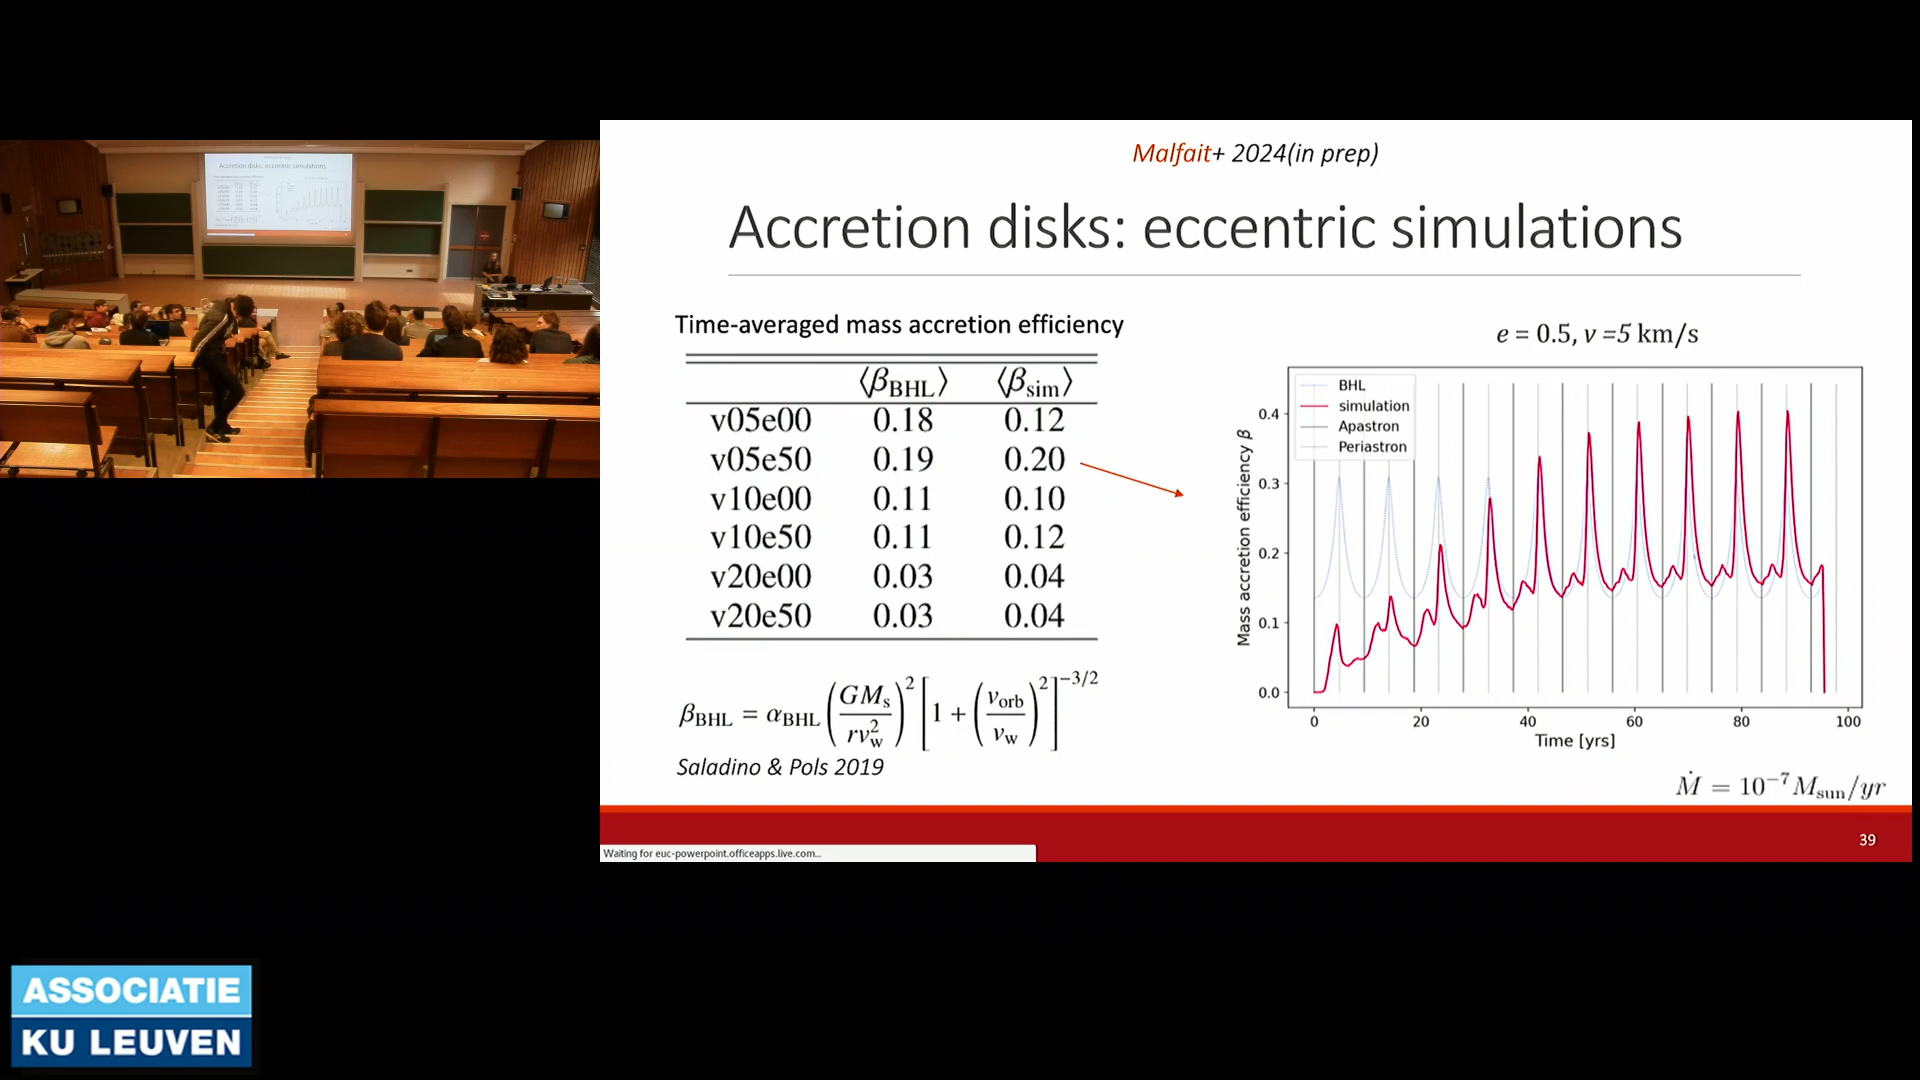 Malfait+ 2024(in prep)
Accretion disks: eccentric simulations
Time-averaged mass accretion efficiency
⟨β_BHL⟩ ⟨β_sim⟩
v05e00 0.18 0.12
v05e50 0.19 0.20
v10e00 0.11 0.10
v10e50 0.11 0.12
v20e00 0.03 0.04
v20e50 0.03 0.04
β_BHL = α_BHL (GM_s / rv_w^2)^2 [1 + (v_orb / v_w)^2]^{-3/2}
Saladino & Pols 2019
e = 0.5, v =5 km/s
BHL
simulation
Apastron
Periastron
Mass accretion efficiency β
0.4
0.3
0.2
0.1
0.0
0 20 40 60 80 100
Time [yrs]
Ṁ = 10^{-7} M_sun/yr
39
Waiting for euc-powerpoint.officeapps.live.com...
Accretion disks: eccentric simulations
ASSOCIATIE
KU LEUVEN